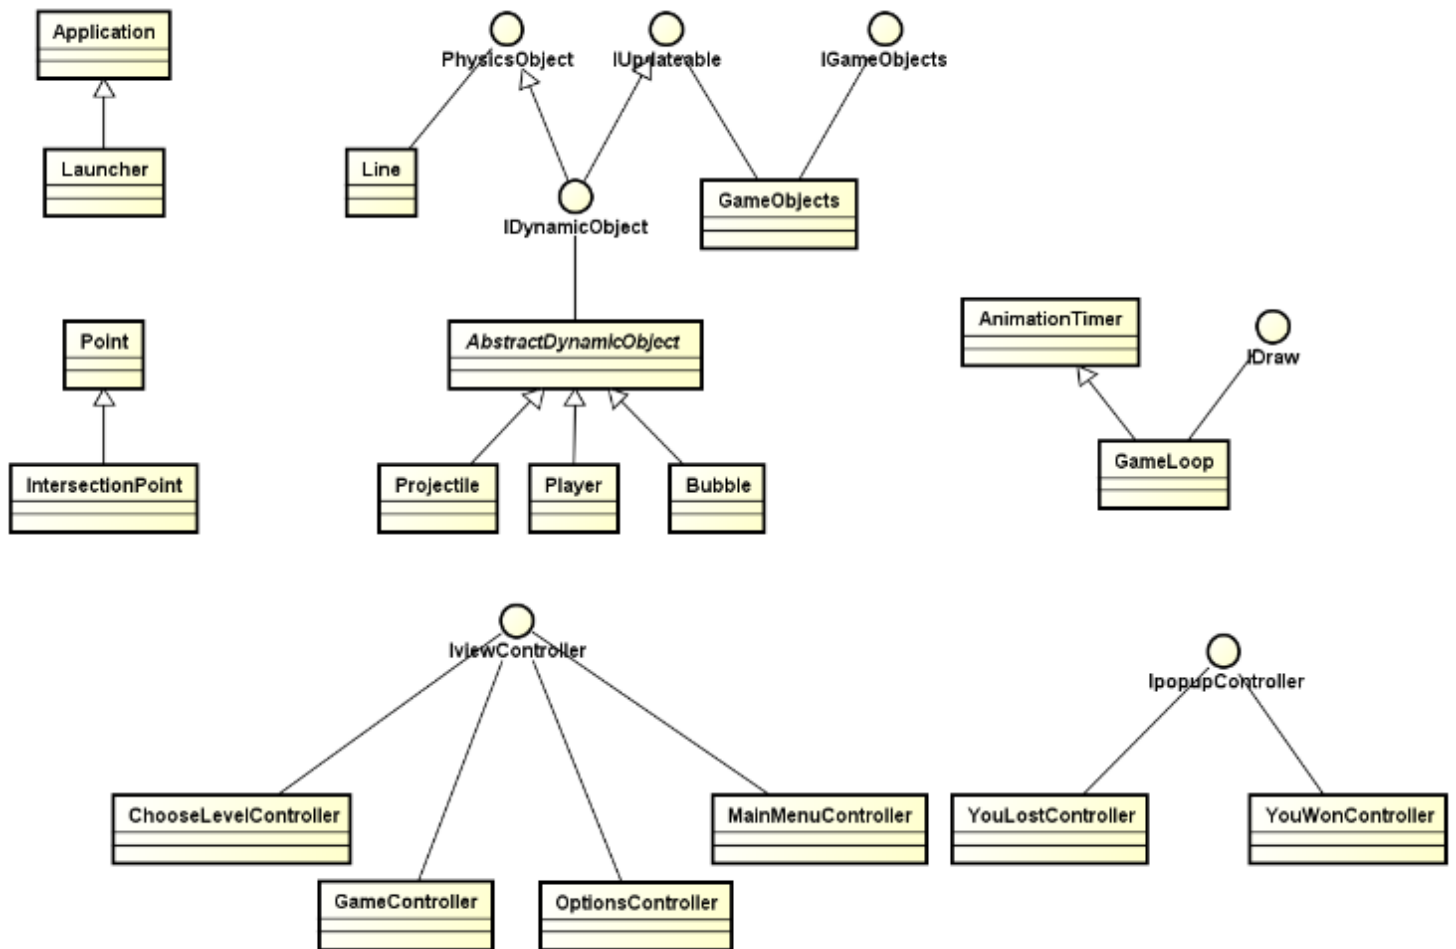 Application
PhysicsObject
IUpdateable
IGameObjects
Launcher
Line
GameObjects
IDynamicObject
Point
AbstractDynamicObject
AnimationTimer
IDraw
IntersectionPoint
Projectile
Player
Bubble
GameLoop
IviewController
IpopupController
ChooseLevelController
MainMenuController
YouLostController
YouWonController
GameController
OptionsController